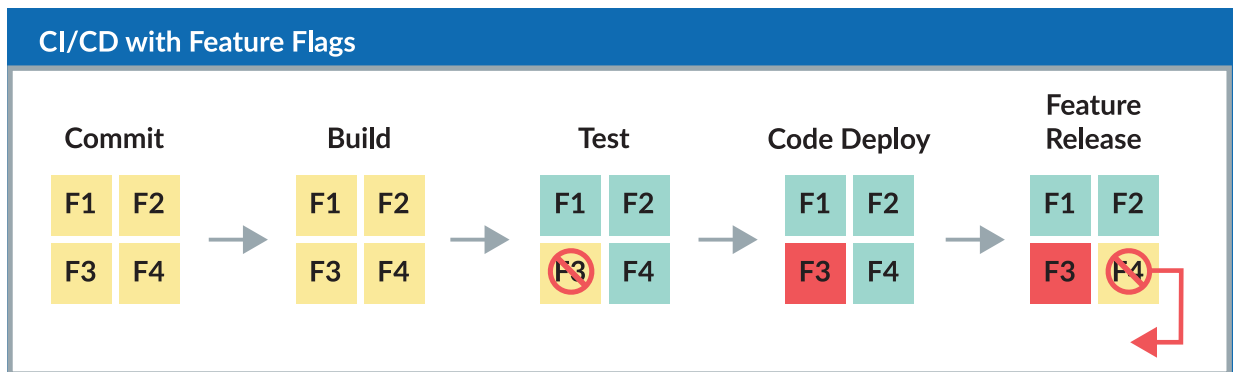 CI/CD with Feature Flags
Commit
F1 F2
F3 F4
Build
F1 F2
F3 F4
Test
F1 F2
F3 F4
Code Deploy
F1 F2
F3 F4
Feature
Release
F1 F2
F3 F4